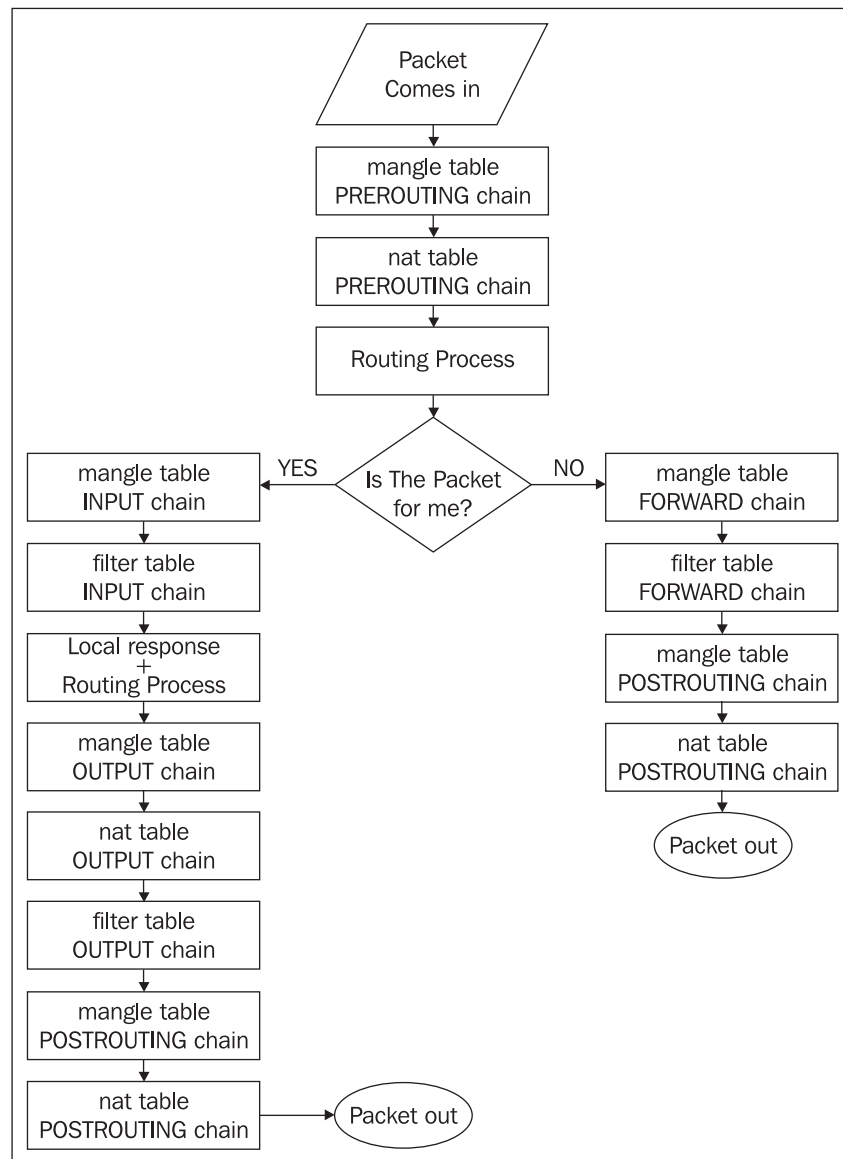 Packet
Comes in
mangle table
PREROUTING chain
nat table
PREROUTING chain
Routing Process
Is The Packet
for me?
YES
mangle table
INPUT chain
filter table
INPUT chain
Local response
+
Routing Process
mangle table
OUTPUT chain
nat table
OUTPUT chain
filter table
OUTPUT chain
mangle table
POSTROUTING chain
nat table
POSTROUTING chain
Packet out
NO
mangle table
FORWARD chain
filter table
FORWARD chain
mangle table
POSTROUTING chain
nat table
POSTROUTING chain
Packet out